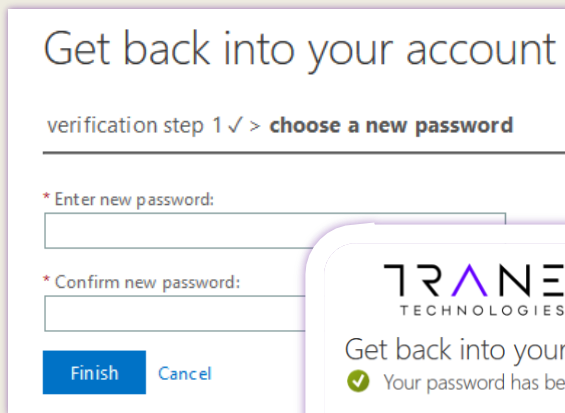 Get back into your account
verification step 1 ✓ > choose a new password
* Enter new password:
* Confirm new password:
Finish Cancel
TRANE
TECHNOLOGIES
Get back into your
Your password has be